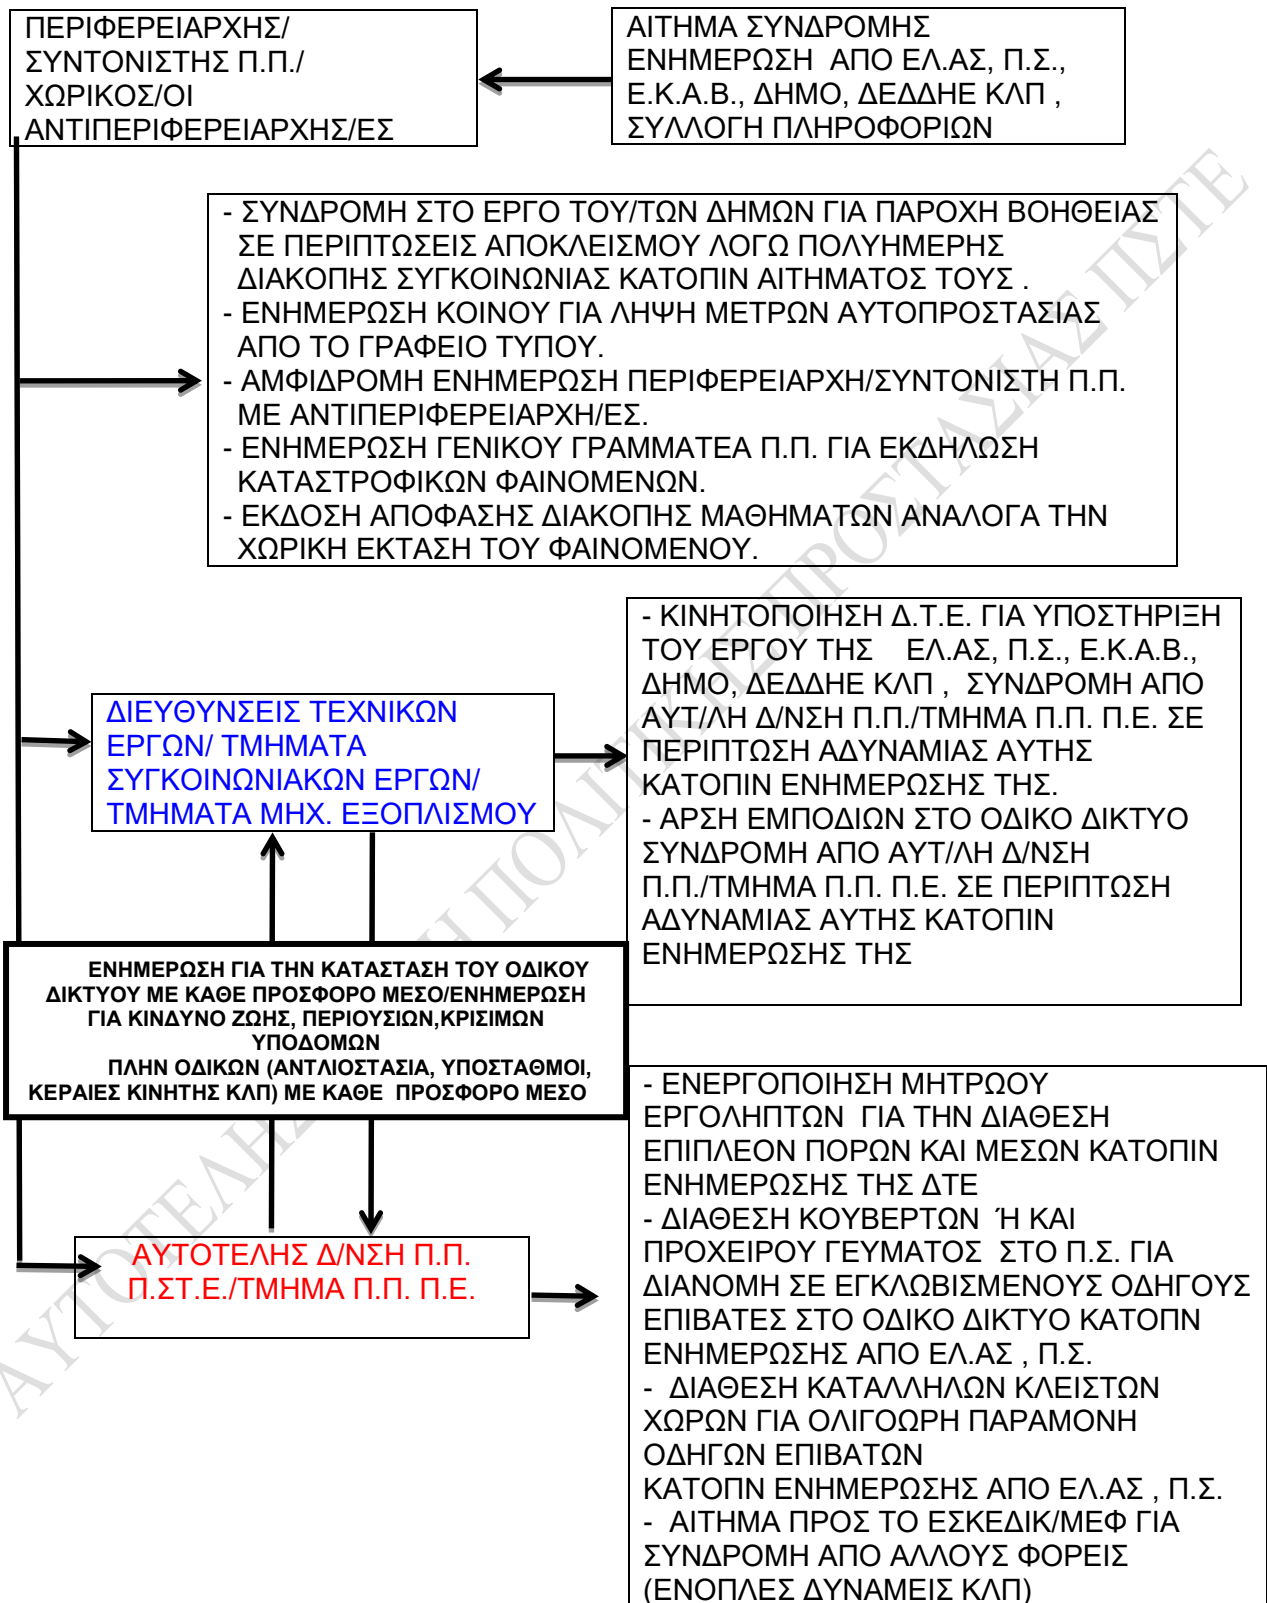 ΠΕΡΙΦΕΡΕΙΑΡΧΗΣ/
ΣΥΝΤΟΝΙΣΤΗΣ Π.Π./
ΧΩΡΙΚΟΣ/ΟΙ
ΑΝΤΙΠΕΡΙΦΕΡΕΙΑΡΧΗΣ/ΕΣ
ΑΙΤΗΜΑ ΣΥΝΔΡΟΜΗΣ
ΕΝΗΜΕΡΩΣΗ ΑΠΟ ΕΛ.ΑΣ, Π.Σ.,
Ε.Κ.Α.Β., ΔΗΜΟ, ΔΕΔΔΗΕ ΚΛΠ ,
ΣΥΛΛΟΓΗ ΠΛΗΡΟΦΟΡΙΩΝ
- ΣΥΝΔΡΟΜΗ ΣΤΟ ΕΡΓΟ ΤΟΥ/ΤΩΝ ΔΗΜΩΝ ΓΙΑ ΠΑΡΟΧΗ ΒΟΗΘΕΙΑΣ
ΣΕ ΠΕΡΙΠΤΩΣΕΙΣ ΑΠΟΚΛΕΙΣΜΟΥ ΛΟΓΩ ΠΟΛΥΗΜΕΡΗΣ
ΔΙΑΚΟΠΗΣ ΣΥΓΚΟΙΝΩΝΙΑΣ ΚΑΤΟΠΙΝ ΑΙΤΗΜΑΤΟΣ ΤΟΥΣ .
- ΕΝΗΜΕΡΩΣΗ ΚΟΙΝΟΥ ΓΙΑ ΛΗΨΗ ΜΕΤΡΩΝ ΑΥΤΟΠΡΟΣΤΑΣΙΑΣ
ΑΠΟ ΤΟ ΓΡΑΦΕΙΟ ΤΥΠΟΥ.
- ΑΜΦΙΔΡΟΜΗ ΕΝΗΜΕΡΩΣΗ ΠΕΡΙΦΕΡΕΙΑΡΧΗ/ΣΥΝΤΟΝΙΣΤΗ Π.Π.
ΜΕ ΑΝΤΙΠΕΡΙΦΕΡΕΙΑΡΧΗ/ΕΣ.
- ΕΝΗΜΕΡΩΣΗ ΓΕΝΙΚΟΥ ΓΡΑΜΜΑΤΕΑ Π.Π. ΓΙΑ ΕΚΔΗΛΩΣΗ
ΚΑΤΑΣΤΡΟΦΙΚΩΝ ΦΑΙΝΟΜΕΝΩΝ.
- ΕΚΔΟΣΗ ΑΠΟΦΑΣΗΣ ΔΙΑΚΟΠΗΣ ΜΑΘΗΜΑΤΩΝ ΑΝΑΛΟΓΑ ΤΗΝ
ΧΩΡΙΚΗ ΕΚΤΑΣΗ ΤΟΥ ΦΑΙΝΟΜΕΝΟΥ.
- ΚΙΝΗΤΟΠΟΙΗΣΗ Δ.Τ.Ε. ΓΙΑ ΥΠΟΣΤΗΡΙΞΗ
ΤΟΥ ΕΡΓΟΥ ΤΗΣ ΕΛ.ΑΣ, Π.Σ., Ε.Κ.Α.Β.,
ΔΗΜΟ, ΔΕΔΔΗΕ ΚΛΠ , ΣΥΝΔΡΟΜΗ ΑΠΟ
ΑΥΤ/ΛΗ Δ/ΝΣΗ Π.Π./ΤΜΗΜΑ Π.Π. Π.Ε. ΣΕ
ΠΕΡΙΠΤΩΣΗ ΑΔΥΝΑΜΙΑΣ ΑΥΤΗΣ
ΚΑΤΟΠΙΝ ΕΝΗΜΕΡΩΣΗΣ ΤΗΣ.
- ΑΡΣΗ ΕΜΠΟΔΙΩΝ ΣΤΟ ΟΔΙΚΟ ΔΙΚΤΥΟ
ΣΥΝΔΡΟΜΗ ΑΠΟ ΑΥΤ/ΛΗ Δ/ΝΣΗ
Π.Π./ΤΜΗΜΑ Π.Π. Π.Ε. ΣΕ ΠΕΡΙΠΤΩΣΗ
ΑΔΥΝΑΜΙΑΣ ΑΥΤΗΣ ΚΑΤΟΠΙΝ
ΕΝΗΜΕΡΩΣΗΣ ΤΗΣ
ΔΙΕΥΘΥΝΣΕΙΣ ΤΕΧΝΙΚΩΝ
ΕΡΓΩΝ/ ΤΜΗΜΑΤΑ
ΣΥΓΚΟΙΝΩΝΙΑΚΩΝ ΕΡΓΩΝ/
ΤΜΗΜΑΤΑ ΜΗΧ. ΕΞΟΠΛΙΣΜΟΥ
ΕΝΗΜΕΡΩΣΗ ΓΙΑ ΤΗΝ ΚΑΤΑΣΤΑΣΗ ΤΟΥ ΟΔΙΚΟΥ
ΔΙΚΤΥΟΥ ΜΕ ΚΑΘΕ ΠΡΟΣΦΟΡΟ ΜΕΣΟ/ΕΝΗΜΕΡΩΣΗ
ΓΙΑ ΚΙΝΔΥΝΟ ΖΩΗΣ, ΠΕΡΙΟΥΣΙΩΝ,ΚΡΙΣΙΜΩΝ
ΥΠΟΔΟΜΩΝ
ΠΛΗΝ ΟΔΙΚΩΝ (ΑΝΤΛΙΟΣΤΑΣΙΑ, ΥΠΟΣΤΑΘΜΟΙ,
ΚΕΡΑΙΕΣ ΚΙΝΗΤΗΣ ΚΛΠ) ΜΕ ΚΑΘΕ ΠΡΟΣΦΟΡΟ ΜΕΣΟ
ΑΥΤΟΤΕΛΗΣ Δ/ΝΣΗ Π.Π.
Π.ΣΤ.Ε./ΤΜΗΜΑ Π.Π. Π.Ε.
- ΕΝΕΡΓΟΠΟΙΗΣΗ ΜΗΤΡΩΟΥ
ΕΡΓΟΛΗΠΤΩΝ ΓΙΑ ΤΗΝ ΔΙΑΘΕΣΗ
ΕΠΙΠΛΕΟΝ ΠΟΡΩΝ ΚΑΙ ΜΕΣΩΝ ΚΑΤΟΠΙΝ
ΕΝΗΜΕΡΩΣΗΣ ΤΗΣ ΔΤΕ
- ΔΙΑΘΕΣΗ ΚΟΥΒΕΡΤΩΝ Ή ΚΑΙ
ΠΡΟΧΕΙΡΟΥ ΓΕΥΜΑΤΟΣ ΣΤΟ Π.Σ. ΓΙΑ
ΔΙΑΝΟΜΗ ΣΕ ΕΓΚΛΩΒΙΣΜΕΝΟΥΣ ΟΔΗΓΟΥΣ
ΕΠΙΒΑΤΕΣ ΣΤΟ ΟΔΙΚΟ ΔΙΚΤΥΟ ΚΑΤΟΠΝ
ΕΝΗΜΕΡΩΣΗΣ ΑΠΟ ΕΛ.ΑΣ , Π.Σ.
- ΔΙΑΘΕΣΗ ΚΑΤΑΛΛΗΛΩΝ ΚΛΕΙΣΤΩΝ
ΧΩΡΩΝ ΓΙΑ ΟΛΙΓΟΩΡΗ ΠΑΡΑΜΟΝΗ
ΟΔΗΓΩΝ ΕΠΙΒΑΤΩΝ
ΚΑΤΟΠΝ ΕΝΗΜΕΡΩΣΗΣ ΑΠΟ ΕΛ.ΑΣ , Π.Σ.
- ΑΙΤΗΜΑ ΠΡΟΣ ΤΟ ΕΣΚΕΔΙΚ/ΜΕΦ ΓΙΑ
ΣΥΝΔΡΟΜΗ ΑΠΟ ΑΛΛΟΥΣ ΦΟΡΕΙΣ
(ΕΝΟΠΛΕΣ ΔΥΝΑΜΕΙΣ ΚΛΠ)
ΑΥΤΟΤΕΛΗΣ Η ΠΟΛΙΤΙΚΗΣ ΠΡΟΣΤΑΣΙΑΣ ΠΣΤΕ